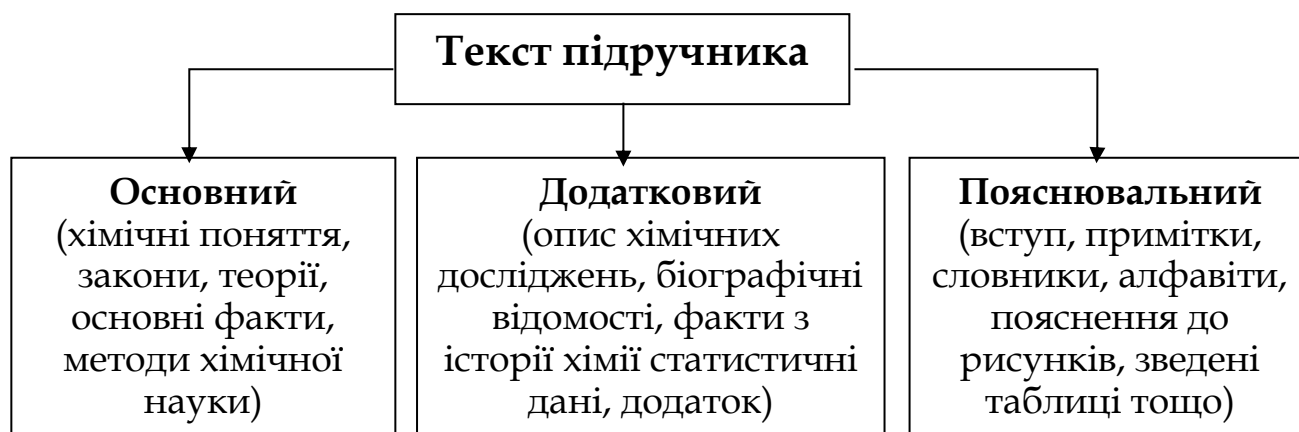 Текст підручника
Основний
(хімічні поняття,
закони, теорії,
основні факти,
методи хімічної
науки)
Додатковий
(опис хімічних
досліджень, біографічні
відомості, факти з
історії хімії статистичні
дані, додаток)
Пояснювальний
(вступ, примітки,
словники, алфавіти,
пояснення до
рисунків, зведені
таблиці тощо)